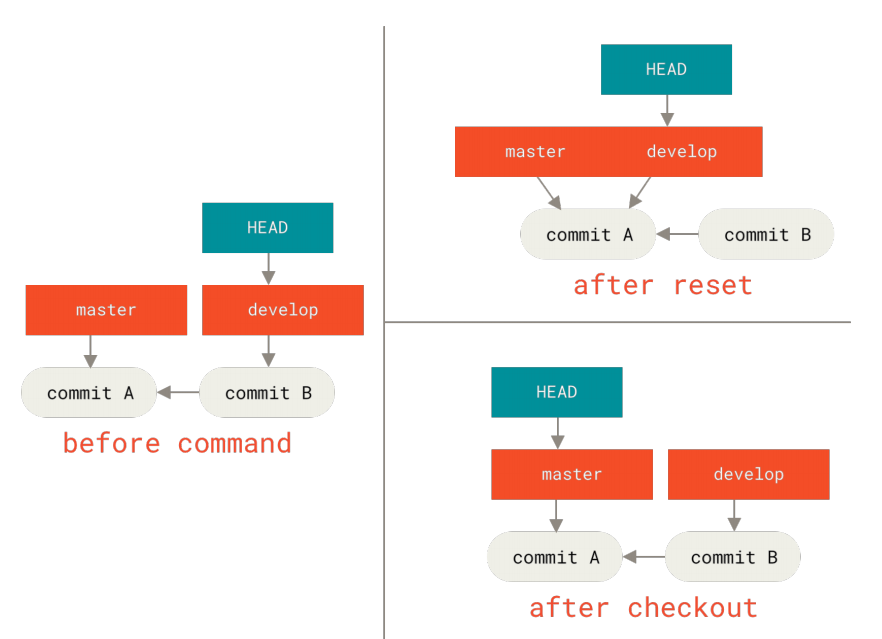 HEAD
master develop
commit A commit B
before command
HEAD
master develop
commit A commit B
after reset
HEAD
master develop
commit A commit B
after checkout